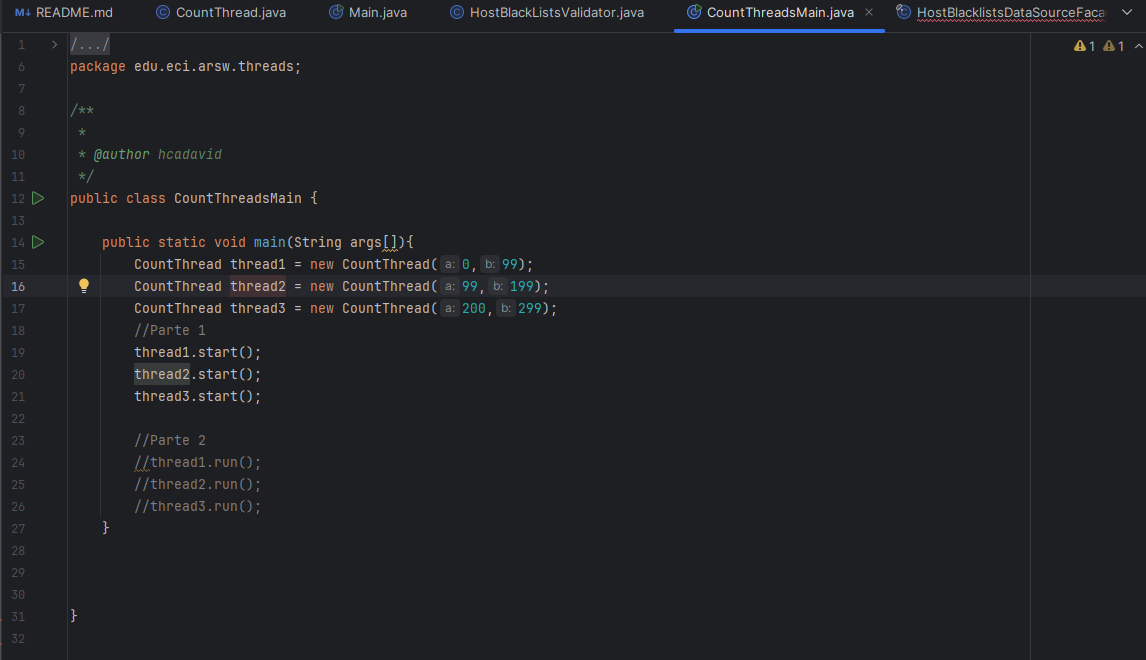 M↓ README.md CountThread.java Main.java HostBlackListsValidator.java CountThreadsMain.java × HostBlacklistsDataSourceFaca
1 /.../ 1 1
6 package edu.eci.arsw.threads;
7
8 /**
9 *
10 * @author hcadavid
11 */
12 public class CountThreadsMain {
13
14 public static void main(String args[]){
15 CountThread thread1 = new CountThread( a: 0, b: 99);
16 CountThread thread2 = new CountThread( a: 99, b: 199);
17 CountThread thread3 = new CountThread( a: 200, b: 299);
18 //Parte 1
19 thread1.start();
20 thread2.start();
21 thread3.start();
22
23 //Parte 2
24 //thread1.run();
25 //thread2.run();
26 //thread3.run();
27 }
28
29
30
31 }
32